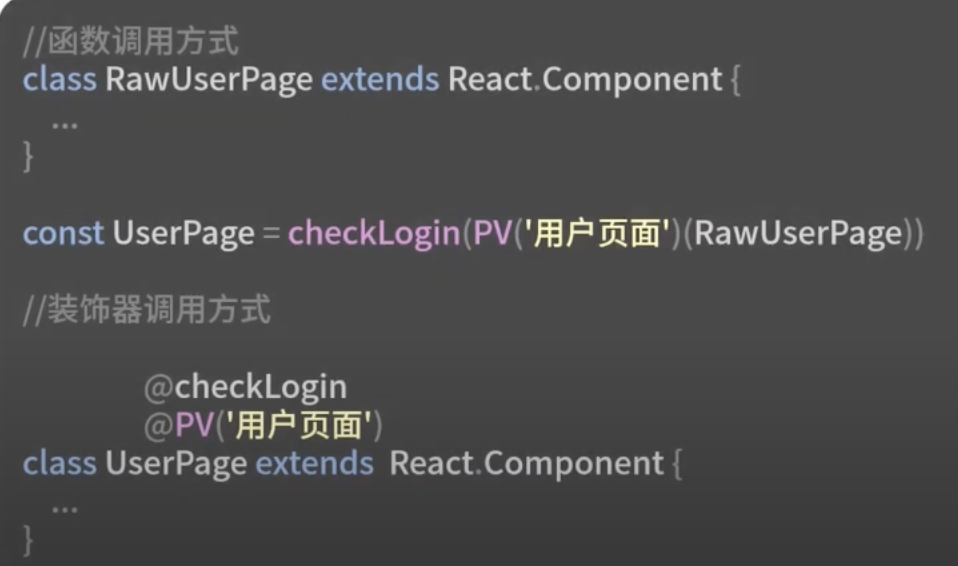 //函数调用方式
class RawUserPage extends React.Component {
...
}
const UserPage = checkLogin(PV('用户页面')(RawUserPage))
//装饰器调用方式
@checkLogin
@PV('用户页面')
class UserPage extends React.Component {
...
}